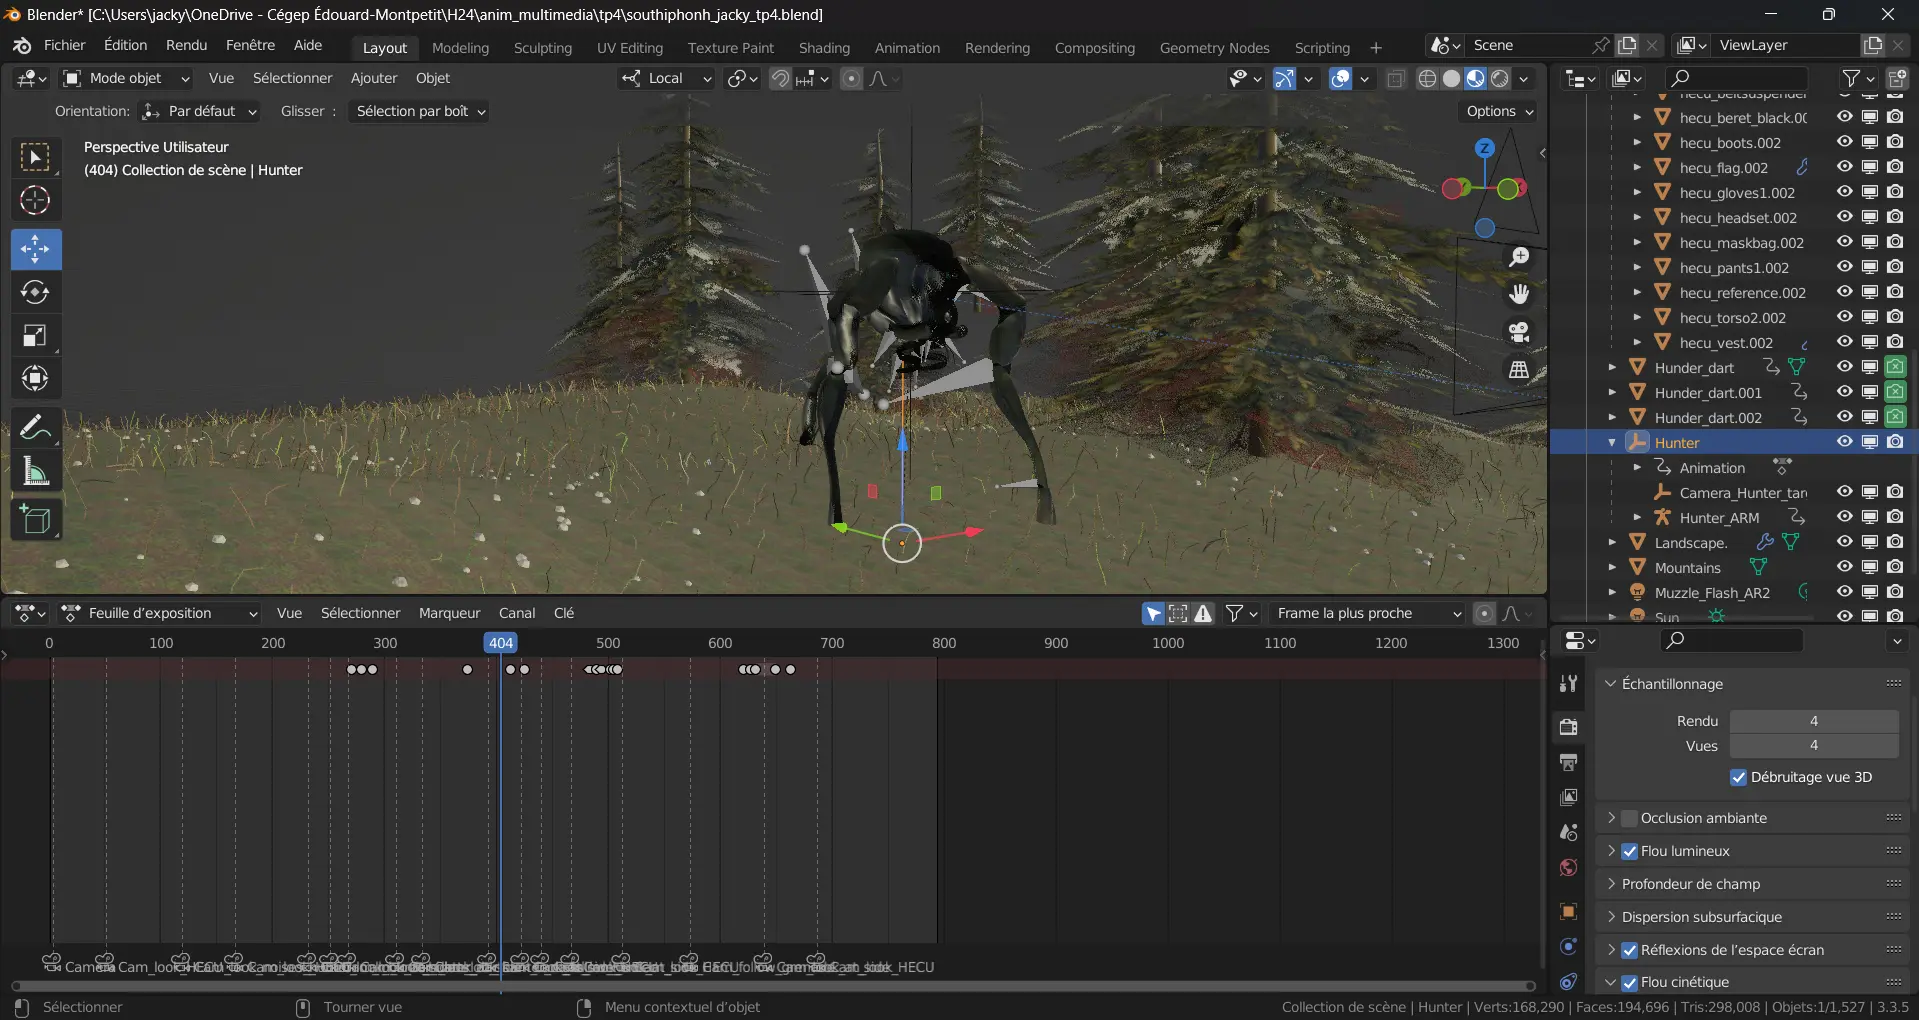 Blender* [C:\Users\jacky\OneDrive - Cégep Édouard-Montpetit\H24\anim_multimedia\tp4\southiphonh_jacky_tp4.blend]
Fichier Édition Rendu Fenêtre Aide Layout Modeling Sculpting UV Editing Texture Paint Shading Animation Rendering Compositing Geometry Nodes Scripting + Scene ViewLayer
Mode objet Vue Sélectionner Ajouter Objet Local
Orientation: Par défaut Glisser : Sélection par boît Options
Perspective Utilisateur
(404) Collection de scène | Hunter
Z
hecu_beltsuspender
hecu_beret_black.00
hecu_boots.002
hecu_flag.002
hecu_gloves1.002
hecu_headset.002
hecu_maskbag.002
hecu_pants1.002
hecu_reference.002
hecu_torso2.002
hecu_vest.002
Hunder_dart
Hunder_dart.001
Hunder_dart.002
Hunter
Animation
Camera_Hunter_tar
Hunter_ARM
Landscape.
Mountains
Muzzle_Flash_AR2
Sun
Feuille d'exposition Vue Sélectionner Marqueur Canal Clé Frame la plus proche
0 100 200 300 404 500 600 700 800 900 1000 1100 1200 1300
Échantillonnage
Rendu 4
Vues 4
Débruitage vue 3D
Occlusion ambiante
Flou lumineux
Profondeur de champ
Dispersion subsurfacique
Réflexions de l'espace écran
Flou cinétique
Camera Cam_look
Sélectionner Tourner vue Menu contextuel d'objet Collection de scène | Hunter | Verts:168,290 | Faces:194,696 | Tris:298,008 | Objets:1/1,527 | 3.3.5